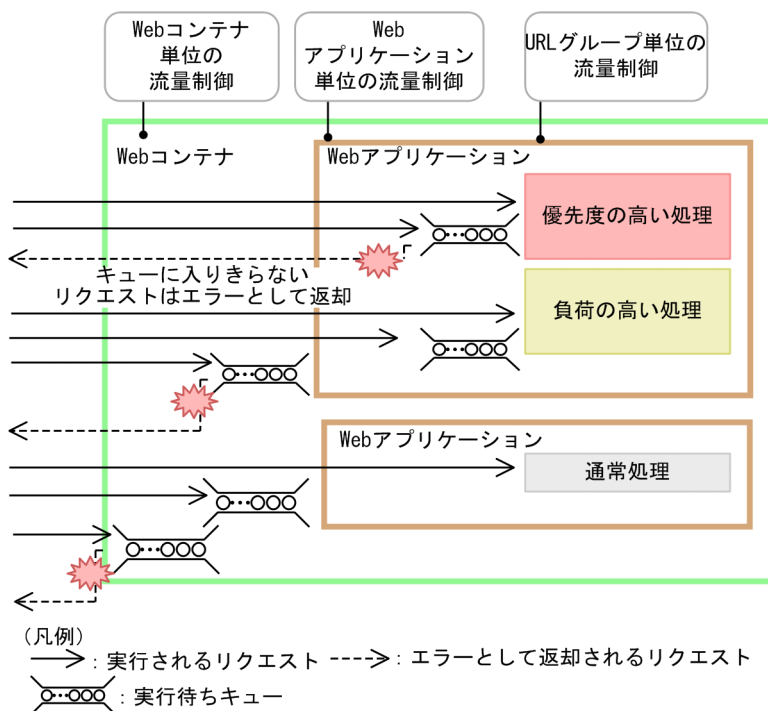 Webコンテナ
単位の
流量制御
Web
アプリケーション
単位の流量制御
URLグループ単位の
流量制御
Webコンテナ
Webアプリケーション
優先度の高い処理
キューに入りきらない
リクエストはエラーとして返却
負荷の高い処理
Webアプリケーション
通常処理
(凡例)
:実行されるリクエスト
:エラーとして返却されるリクエスト
:実行待ちキュー